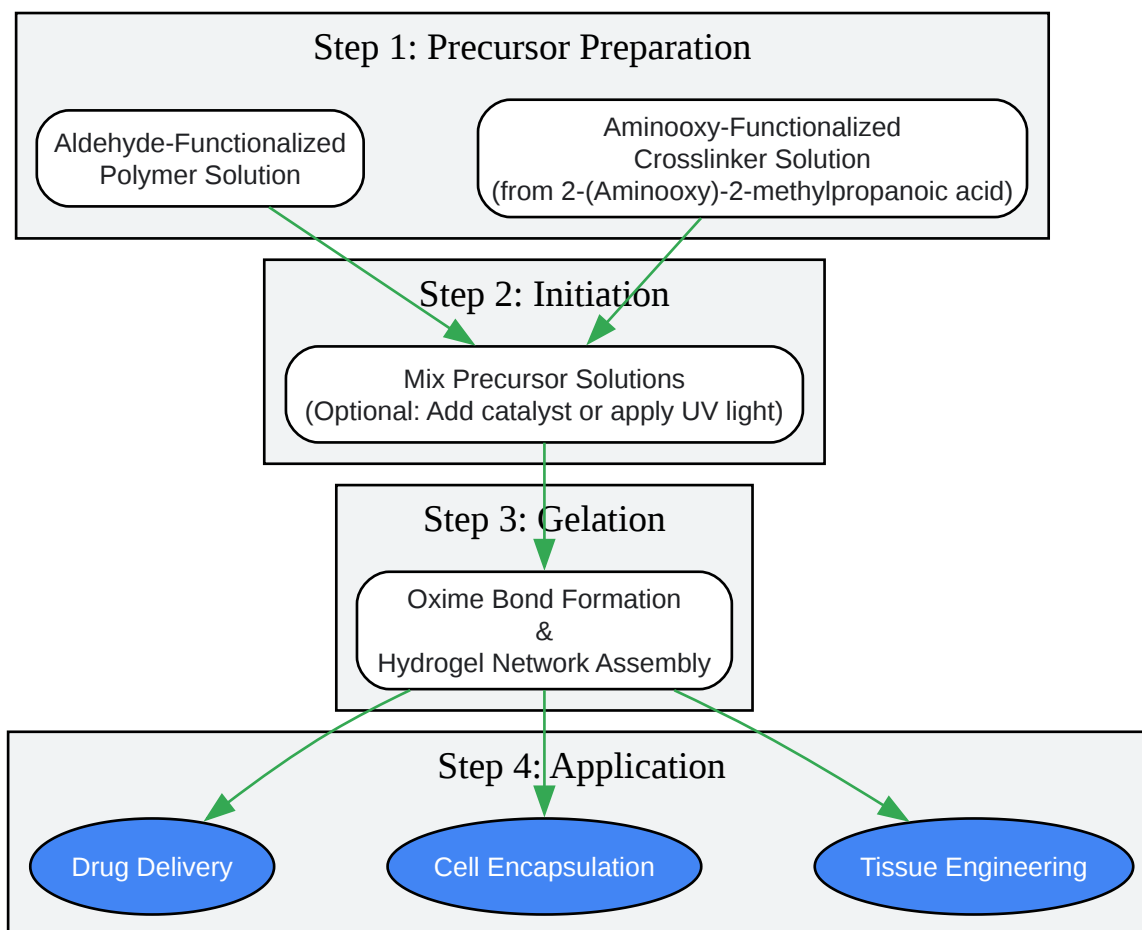 Step 1: Precursor Preparation
Aldehyde-Functionalized
Polymer Solution
Aminooxy-Functionalized
Crosslinker Solution
(from 2-(Aminooxy)-2-methylpropanoic acid)
Step 2: Initiation
Mix Precursor Solutions
(Optional: Add catalyst or apply UV light)
Step 3: Gelation
Oxime Bond Formation
&
Hydrogel Network Assembly
Step 4: Application
Drug Delivery
Cell Encapsulation
Tissue Engineering